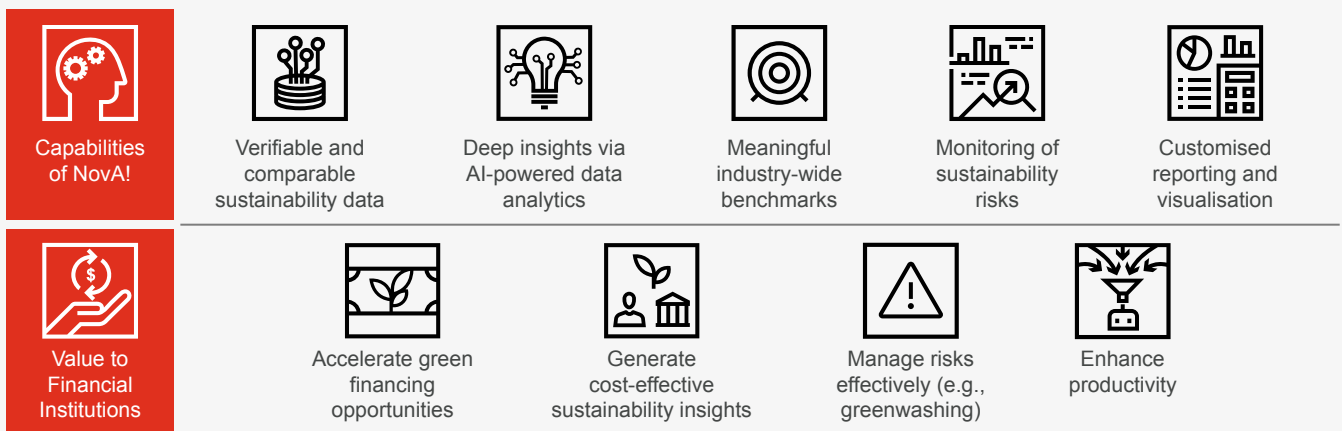 Capabilities
of NovA!
Verifiable and
comparable
sustainability data
Deep insights via
AI-powered data
analytics
Meaningful
industry-wide
benchmarks
Monitoring of
sustainability
risks
Customised
reporting and
visualisation
$
Value to
Financial
Institutions
Accelerate green
financing
opportunities
Generate
cost-effective
sustainability insights
!
Manage risks
effectively (e.g.,
greenwashing)
Enhance
productivity